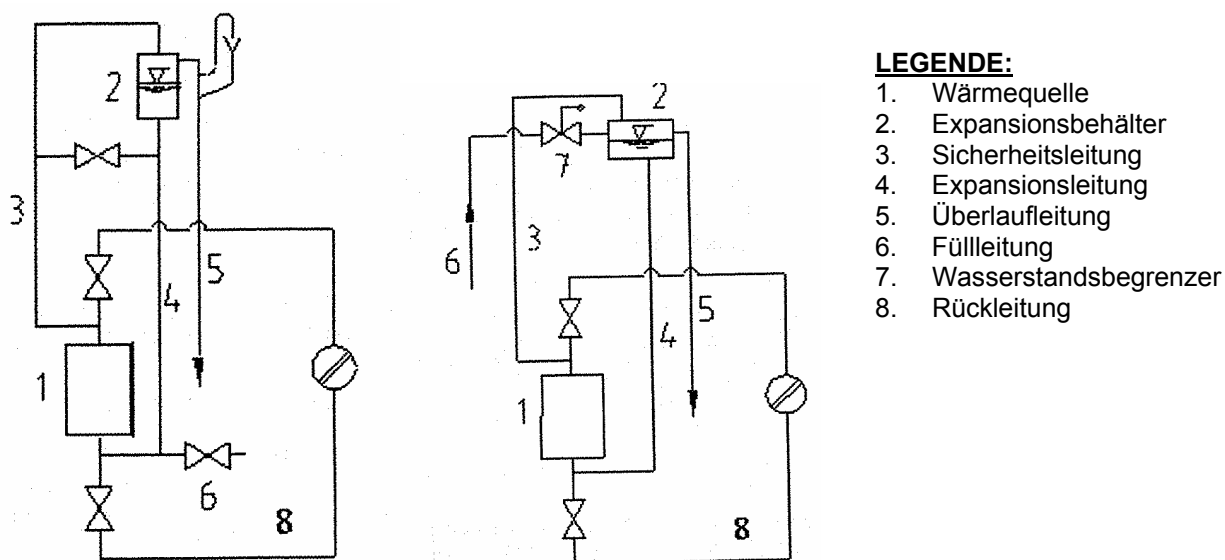 2
3
4
5
1
6
8
2
7
6
3
4
5
1
8
LEGENDE:
1. Wärmequelle
2. Expansionsbehälter
3. Sicherheitsleitung
4. Expansionsleitung
5. Überlaufleitung
6. Füllleitung
7. Wasserstandsbegrenzer
8. Rückleitung